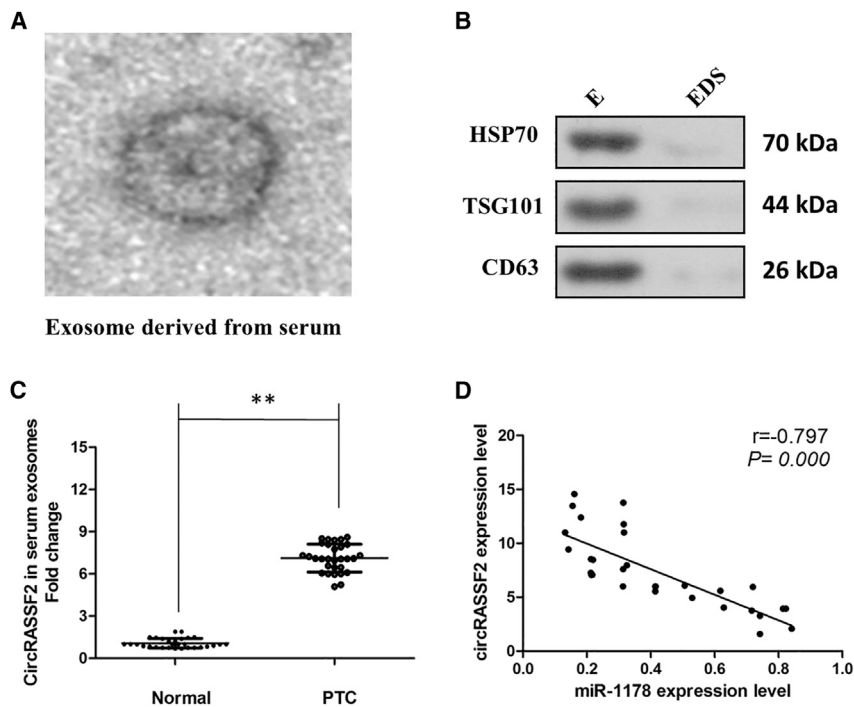 A
Exosome derived from serum
B
E EDS
HSP70 70 kDa
TSG101 44 kDa
CD63 26 kDa
C
**
CircRASSF2 in serum exosomes
Fold change
15
12
9
6
3
0
Normal PTC
D
r=-0.797
P= 0.000
circRASSF2 expression level
20
15
10
5
0
0.0 0.2 0.4 0.6 0.8 1.0
miR-1178 expression level